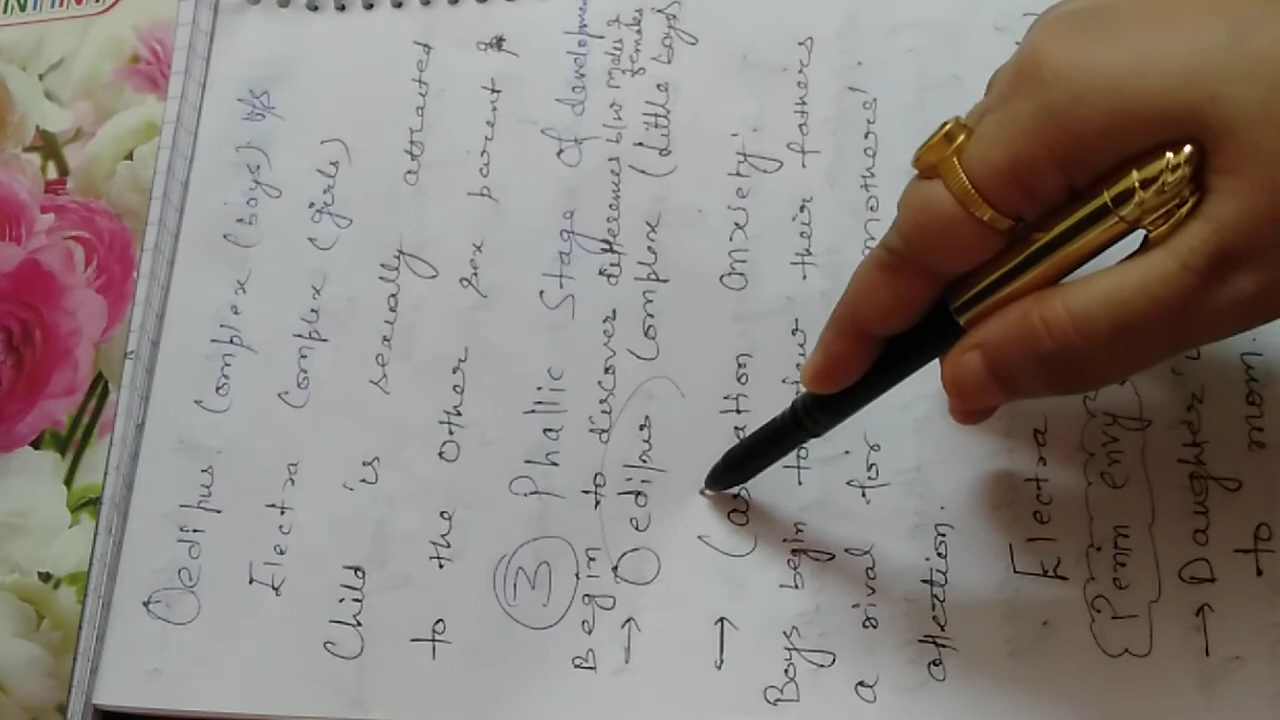 Oedipus Complex (boys) v/s
Electra Complex (girls)
Child is sexually attracted
to the other sex parent
3 Phallic Stage of developmen
Begin to discover differences b/w males & females
→ Oedipus Complex (Little boys)
→ Cas ation anxiety.
Boys begin to their fathers
a rival for mothers'
affection.
Electra
{Penis envy}
→ Daughter
to mom.